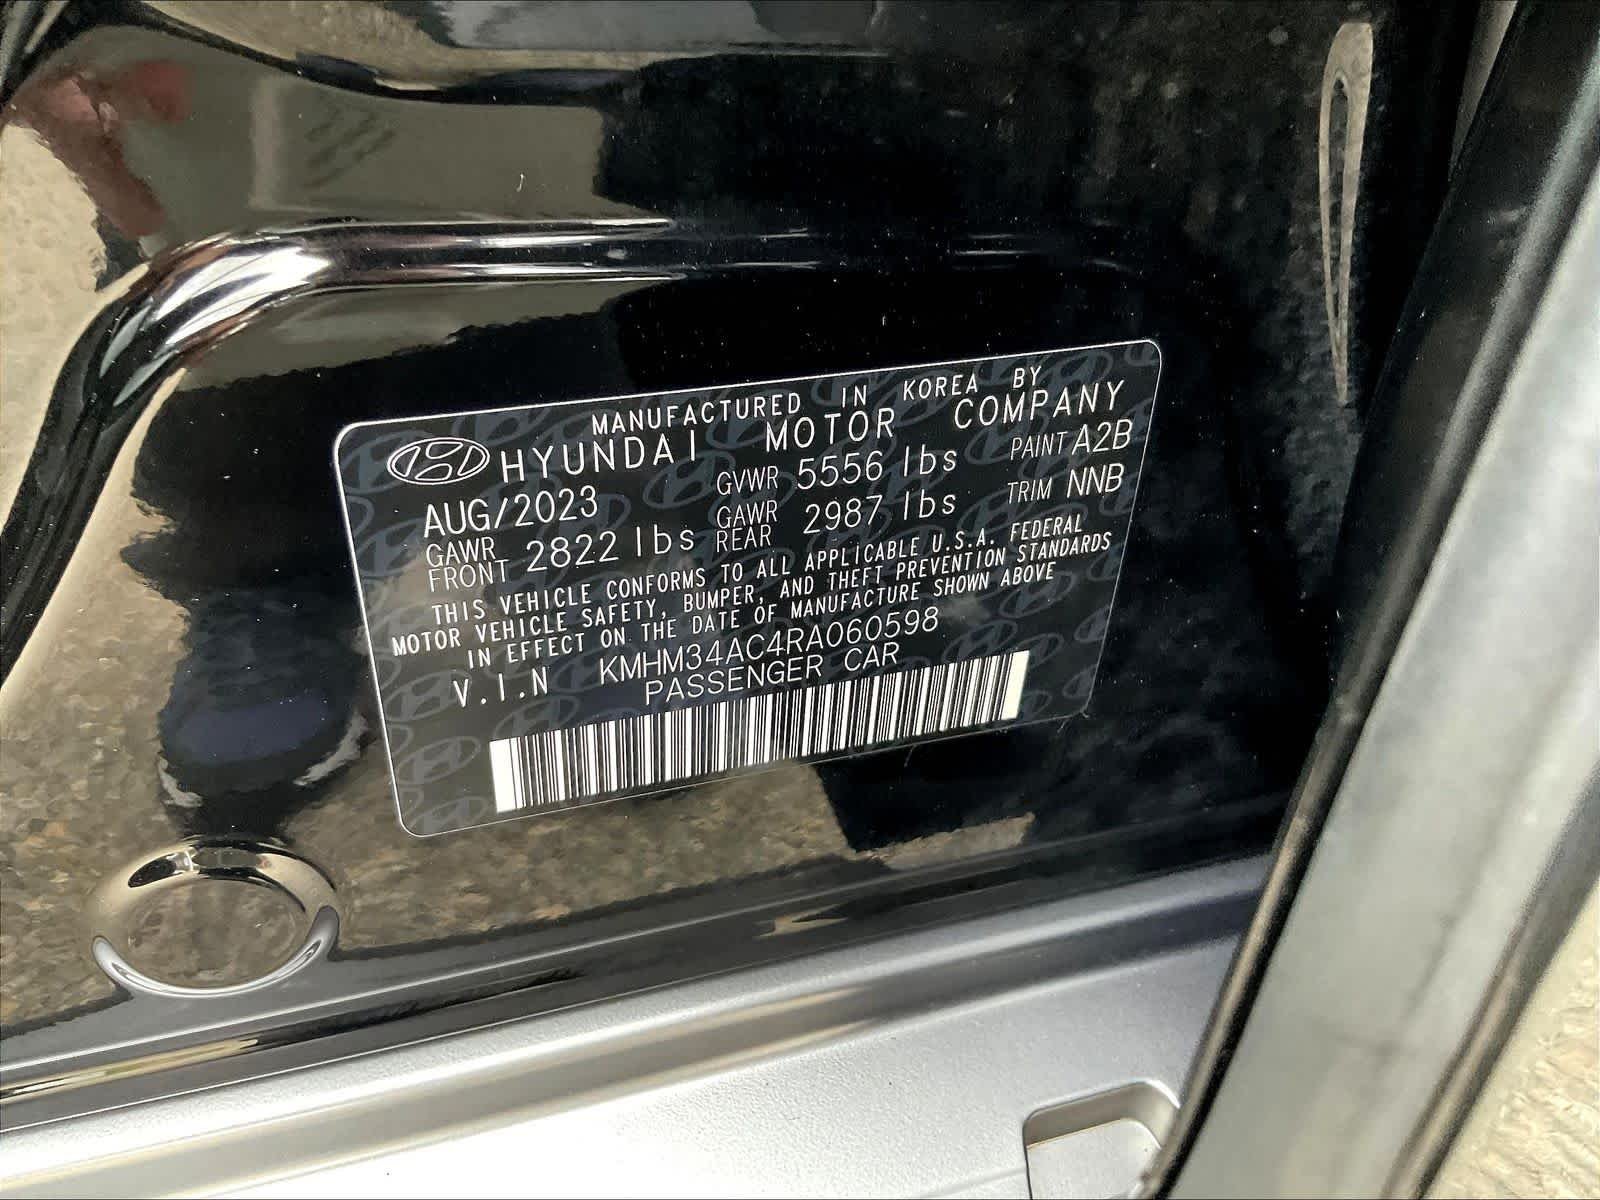 MANUFACTURED IN KOREA BY
HYUNDAI MOTOR COMPANY
AUG/2023 GVWR 5556 lbs PAINT A2B
GAWR FRONT 2822 lbs GAWR REAR 2987 lbs TRIM NNB
THIS VEHICLE CONFORMS TO ALL APPLICABLE U.S.A. FEDERAL
MOTOR VEHICLE SAFETY, BUMPER, AND THEFT PREVENTION STANDARDS
IN EFFECT ON THE DATE OF MANUFACTURE SHOWN ABOVE
V.I.N KMHM34AC4RA060598
PASSENGER CAR